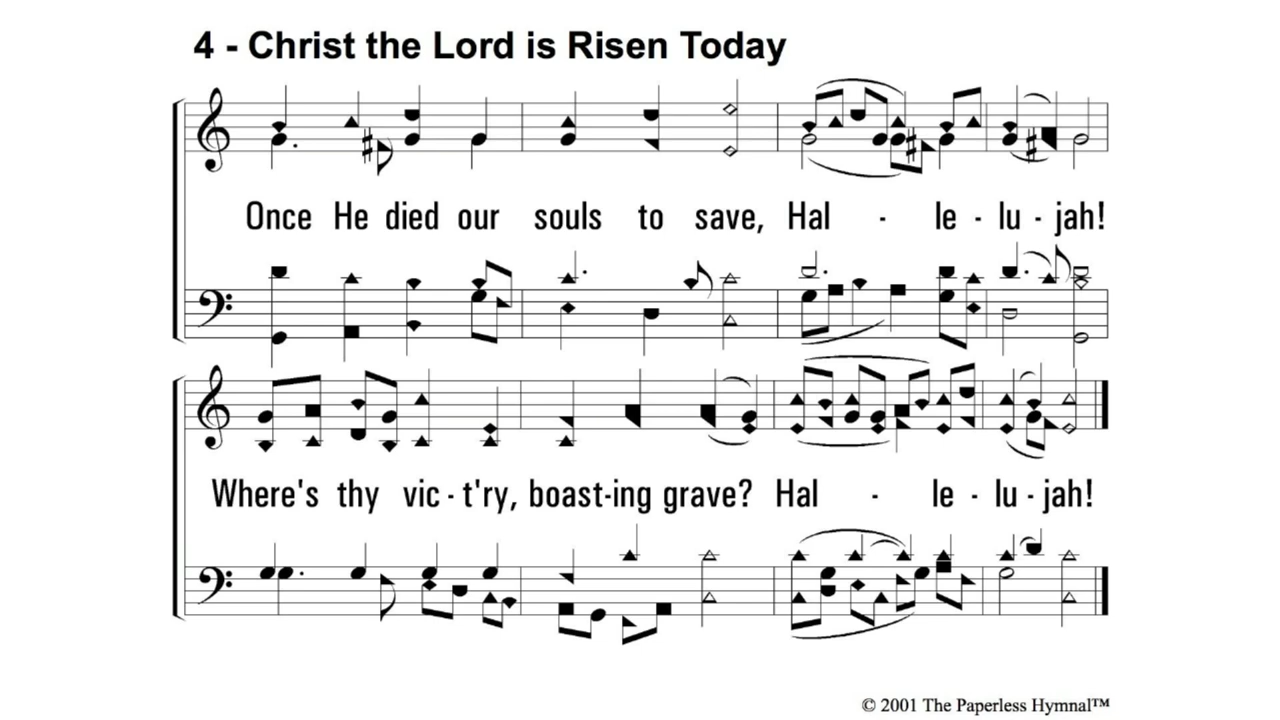 4 - Christ the Lord is Risen Today
Once He died our souls to save, Hal - le - lu - jah!
Where's thy vic - t'ry, boast-ing grave? Hal - le - lu - jah!
© 2001 The Paperless Hymnal™